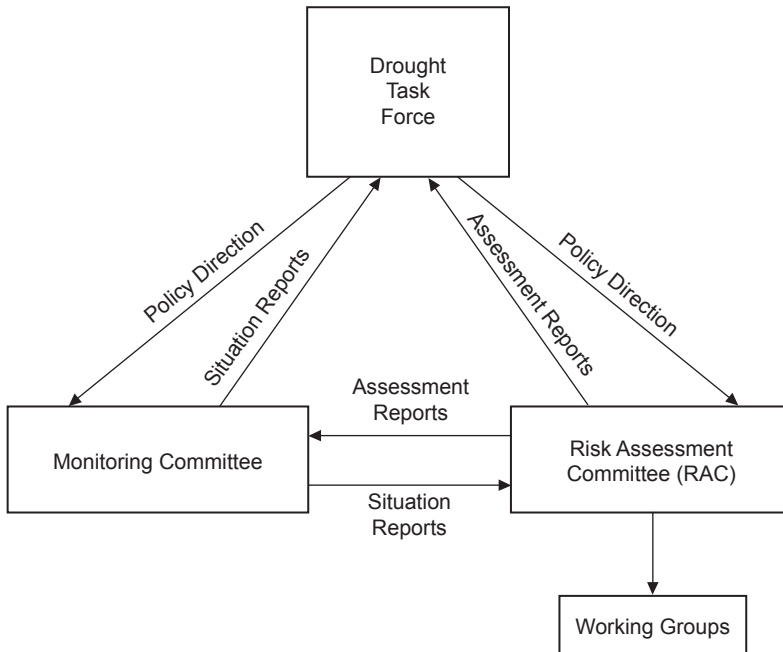 Drought
Task
Force
Policy Direction
Situation Reports
Assessment Reports
Policy Direction
Assessment
Reports
Monitoring Committee
Risk Assessment
Committee (RAC)
Situation
Reports
Working Groups